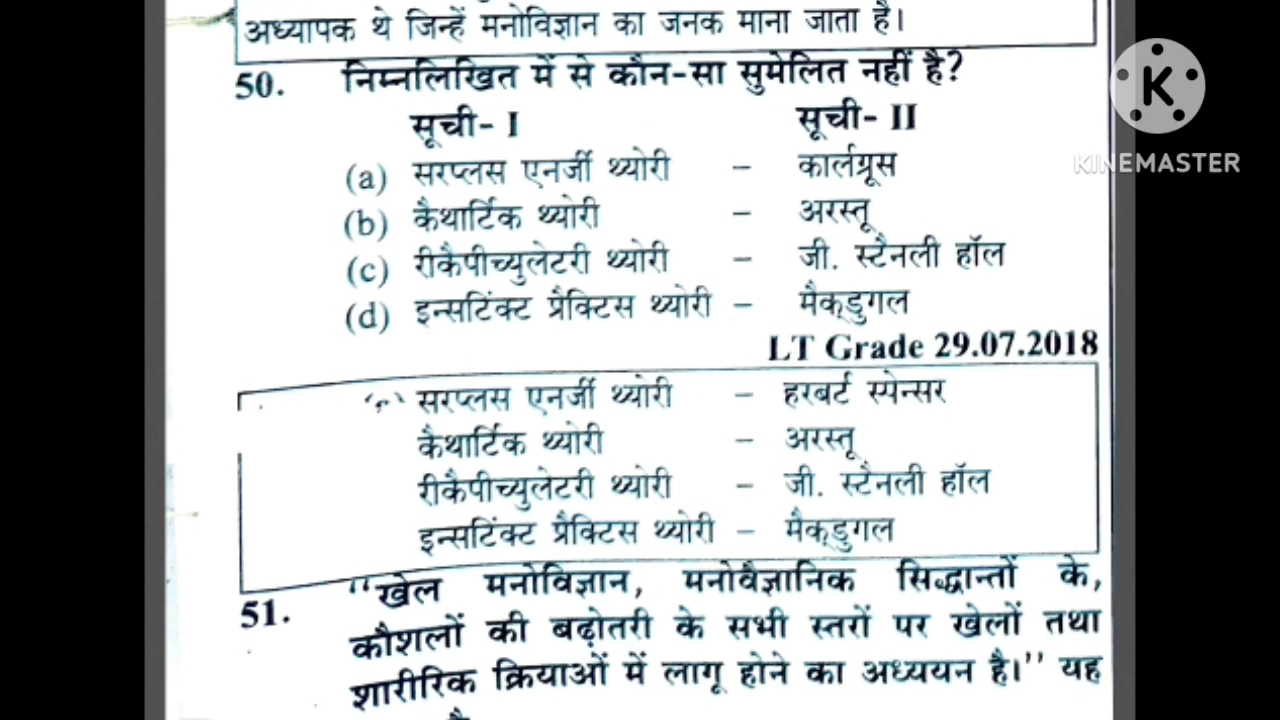 अध्यापक थे जिन्हें मनोविज्ञान का जनक माना जाता है।
50. निम्नलिखित में से कौन-सा सुमेलित नहीं है?
सूची- I सूची- II
(a) सरप्लस एनर्जी थ्योरी – कार्लग्रूस
(b) कैथार्टिक थ्योरी – अरस्तू
(c) रीकैपीच्युलेटरी थ्योरी – जी. स्टैनली हॉल
(d) इन्सटिंक्ट प्रैक्टिस थ्योरी – मैक्डुगल
LT Grade 29.07.2018
सरप्लस एनर्जी थ्योरी – हरबर्ट स्पेन्सर
कैथार्टिक थ्योरी – अरस्तू
रीकैपीच्युलेटरी थ्योरी – जी. स्टैनली हॉल
इन्सटिंक्ट प्रैक्टिस थ्योरी – मैक्डुगल
51. "खेल मनोविज्ञान, मनोवैज्ञानिक सिद्धान्तों के,
कौशलों की बढ़ोतरी के सभी स्तरों पर खेलों तथा
शारीरिक क्रियाओं में लागू होने का अध्ययन है।" यह
K
KINEMASTER